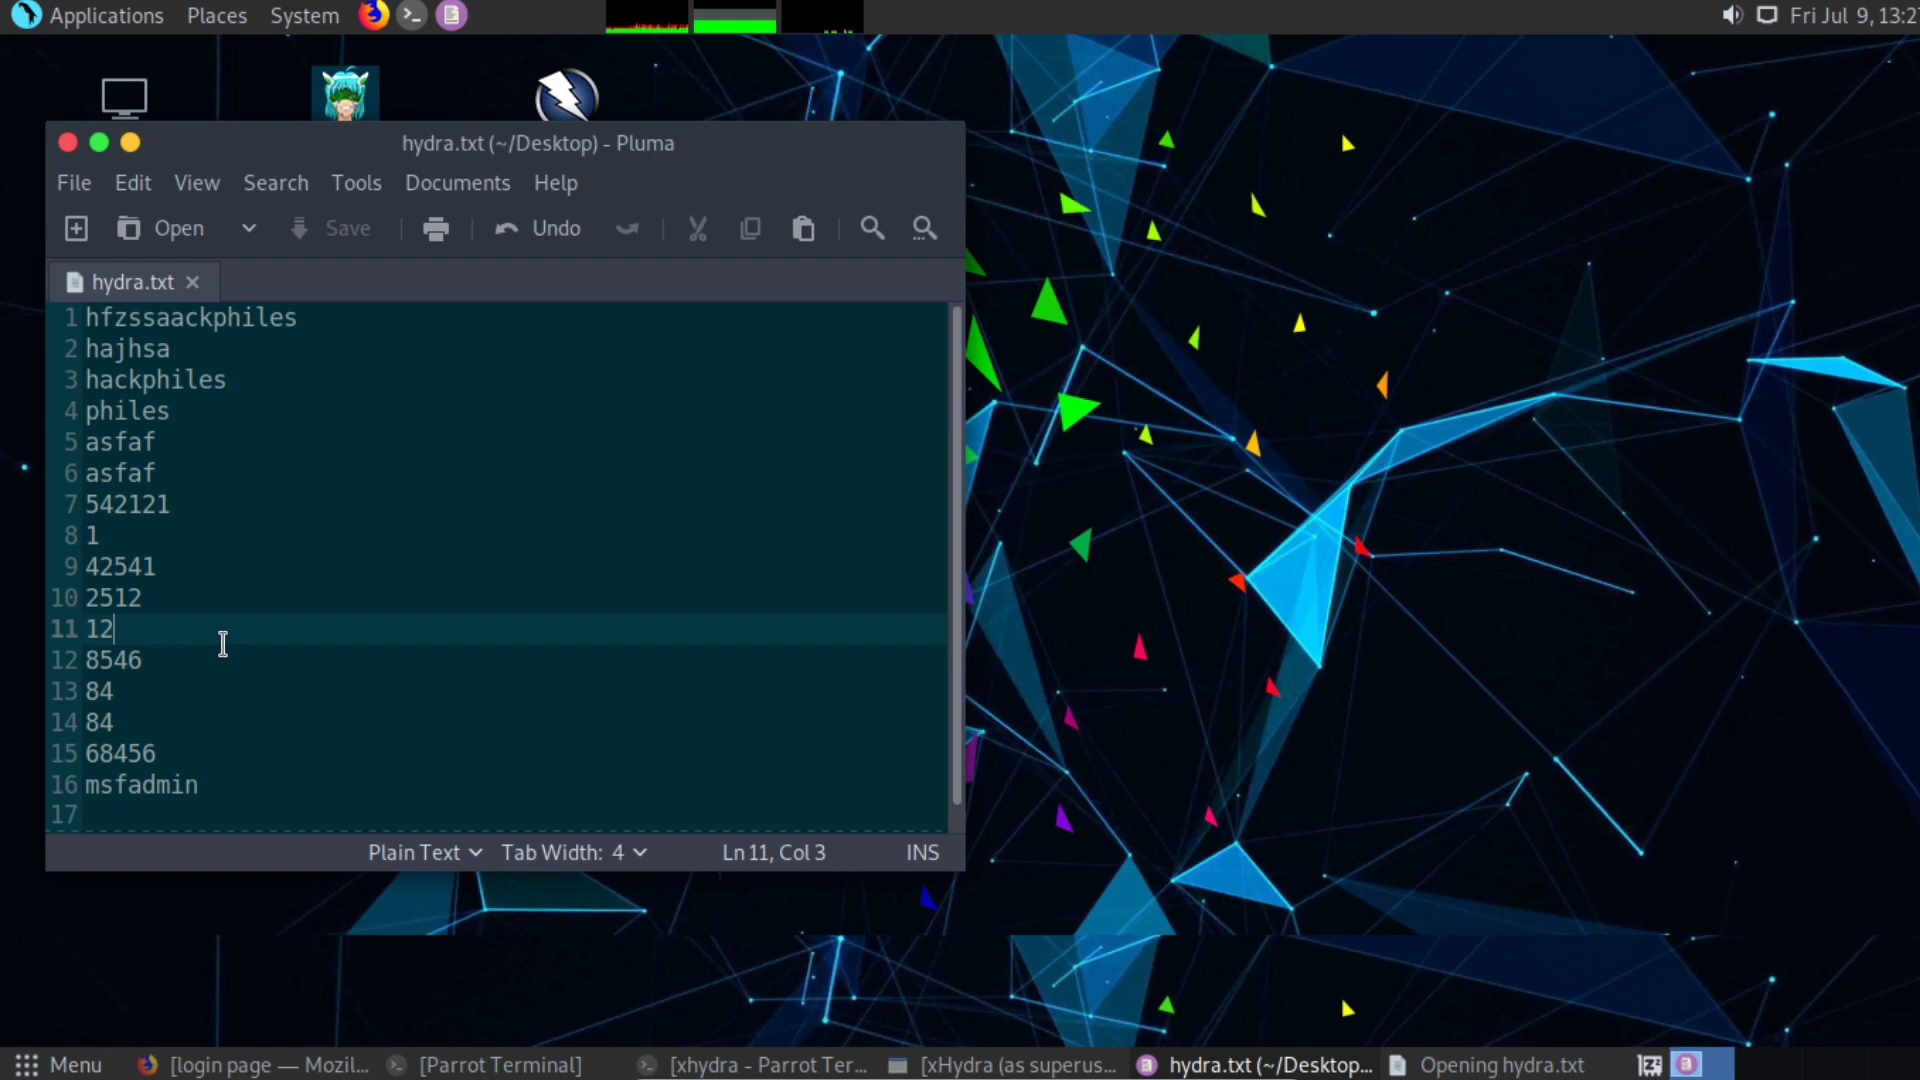 Applications Places System Fri Jul 9, 13:2
hydra.txt (~/Desktop) - Pluma
File Edit View Search Tools Documents Help
Open Save Undo
hydra.txt
1 hfzssaackphiles
2 hajhsa
3 hackphiles
4 philes
5 asfaf
6 asfaf
7 542121
8 1
9 42541
10 2512
11 12
12 8546
13 84
14 84
15 68456
16 msfadmin
17
Plain Text Tab Width: 4 Ln 11, Col 3 INS
Menu [login page — Mozil... [Parrot Terminal] [xhydra - Parrot Ter... [xHydra (as superus... hydra.txt (~/Desktop... Opening hydra.txt